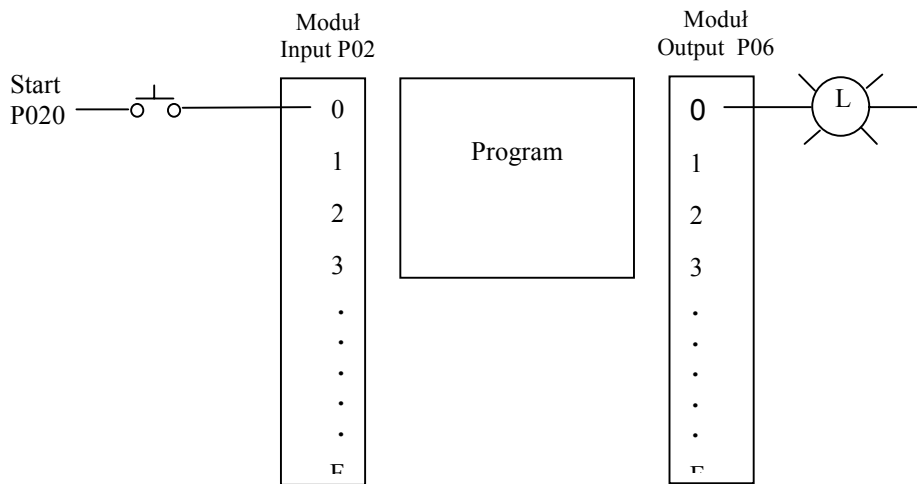 Moduł
Input P02
Moduł
Output P06
Start
P020
0
1
2
3
.
.
.
.
.
Program
0
1
2
3
.
.
.
.
.
L